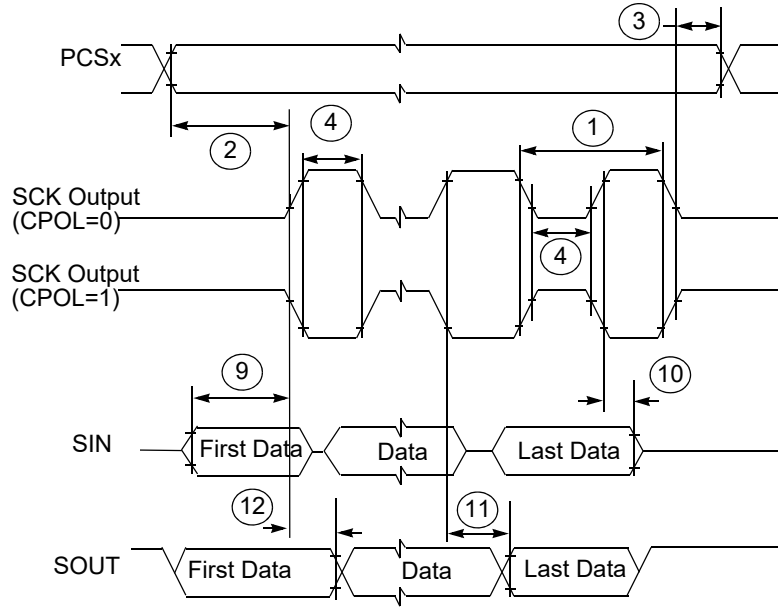 3
PCSx
2
4
1
SCK Output
(CPOL=0)
4
SCK Output
(CPOL=1)
9
10
SIN
First Data
Data
Last Data
12
11
SOUT
First Data
Data
Last Data